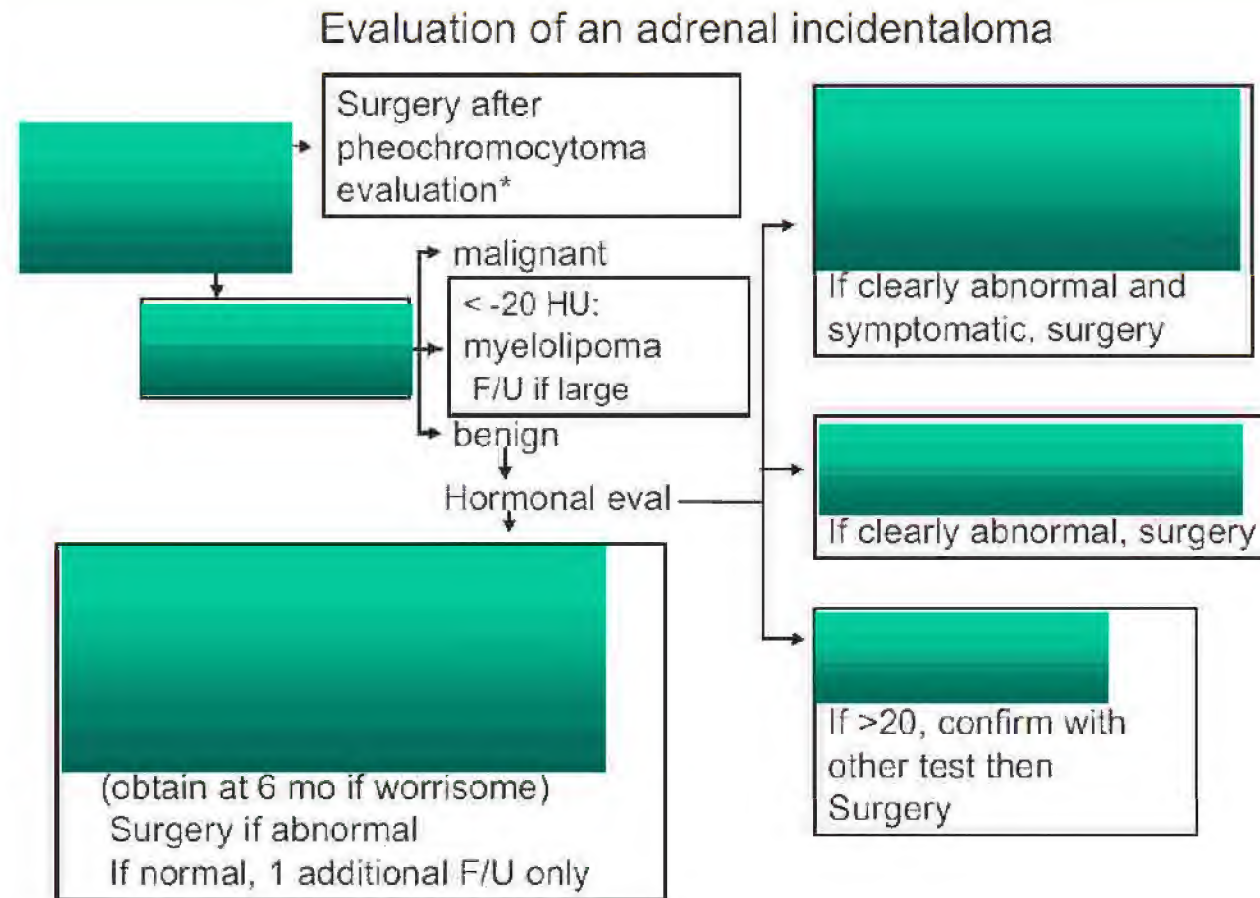 Evaluation of an adrenal incidentaloma
Surgery after
pheochromocytoma
evaluation*
malignant
< -20 HU:
myelolipoma
F/U if large
benign
Hormonal eval
If clearly abnormal and
symptomatic, surgery
If clearly abnormal, surgery
If >20, confirm with
other test then
Surgery
(obtain at 6 mo if worrisome)
Surgery if abnormal
If normal, 1 additional F/U only